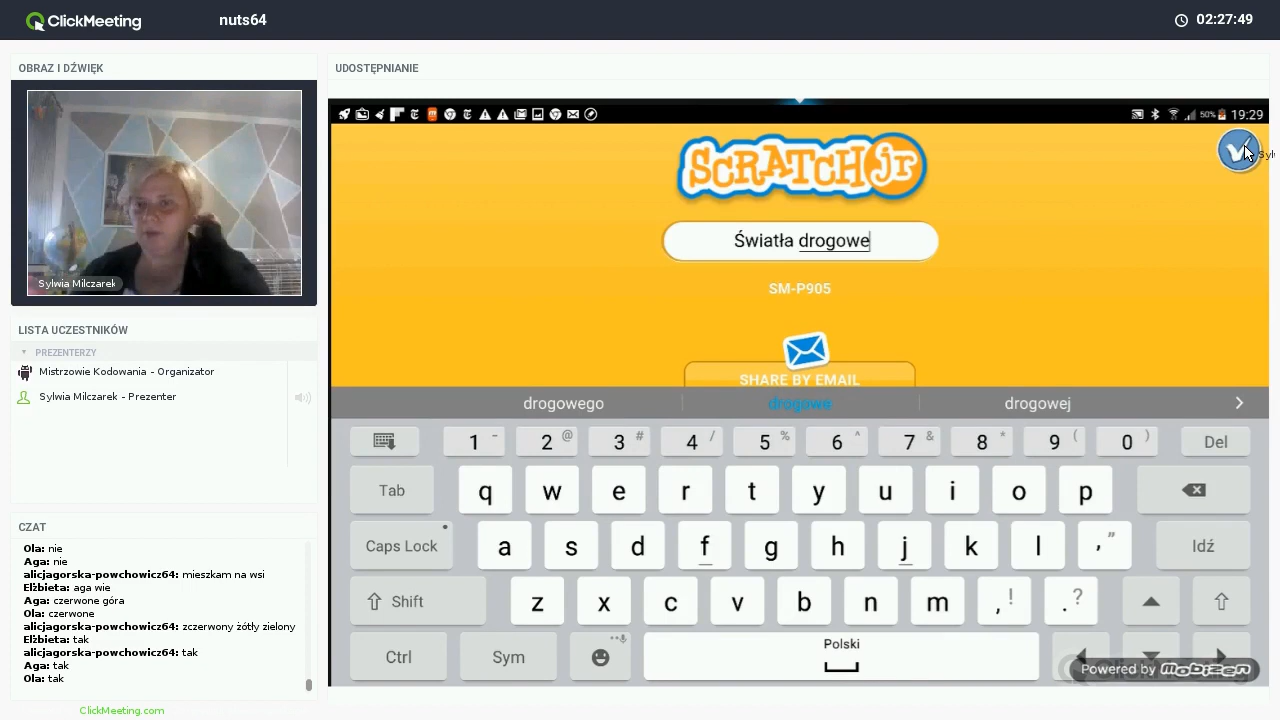 ClickMeeting
nuts64
02:27:49
OBRAZ I DŹWIĘK
Sylwia Milczarek
LISTA UCZESTNIKÓW
PREZENTERZY
Mistrzowie Kodowania - Organizator
Sylwia Milczarek - Prezenter
CZAT
Ola: nie
Aga: nie
alicjagorska-powchowicz64: mieszkam na wsi
Elżbieta: aga wie
Aga: czerwone góra
Ola: czerwone
alicjagorska-powchowicz64: zczerwony żółty zielony
Elżbieta: tak
alicjagorska-powchowicz64: tak
Aga: tak
Ola: tak
ClickMeeting.com
UDOSTĘPNIANIE
50% 19:29
SCRATCH jr
Syl
Światła drogowe
SM-P905
SHARE BY EMAIL
drogowego drogowe drogowej
1 - 2 @ 3 # 4 / 5 % 6 ^ 7 & 8 * 9 ( 0 ) Del
Tab q w e r t y u i o p
Caps Lock a s d f g h j k l ' " Idź
Shift z x c v b n m , ! . ?
Ctrl Sym Polski
Powered by MOBIZEN